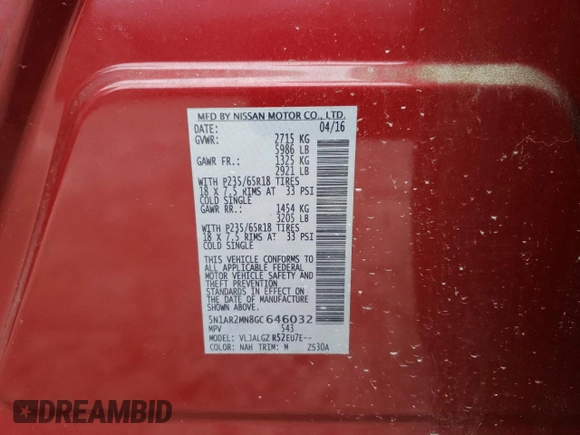 MFD BY NISSAN MOTOR CO., LTD.
DATE: 04/16
GVWR: 2715 KG
5986 LB
GAWR FR.: 1325 KG
2921 LB
WITH P235/65R18 TIRES
18 X 7.5 RIMS AT 33 PSI
COLD SINGLE
GAWR RR.: 1454 KG
3205 LB
WITH P235/65R18 TIRES
18 X 7.5 RIMS AT 33 PSI
COLD SINGLE
THIS VEHICLE CONFORMS TO
ALL APPLICABLE FEDERAL
MOTOR VEHICLE SAFETY AND
THEFT PREVENTION
STANDARDS IN EFFECT ON
THE DATE OF MANUFACTURE
SHOWN ABOVE.
5N1AR2MN8GC646032
MPV 543
MODEL: VLJALGZ R52EU7E--
COLOR: NAH TRIM: M ZS30A
DREAMBID